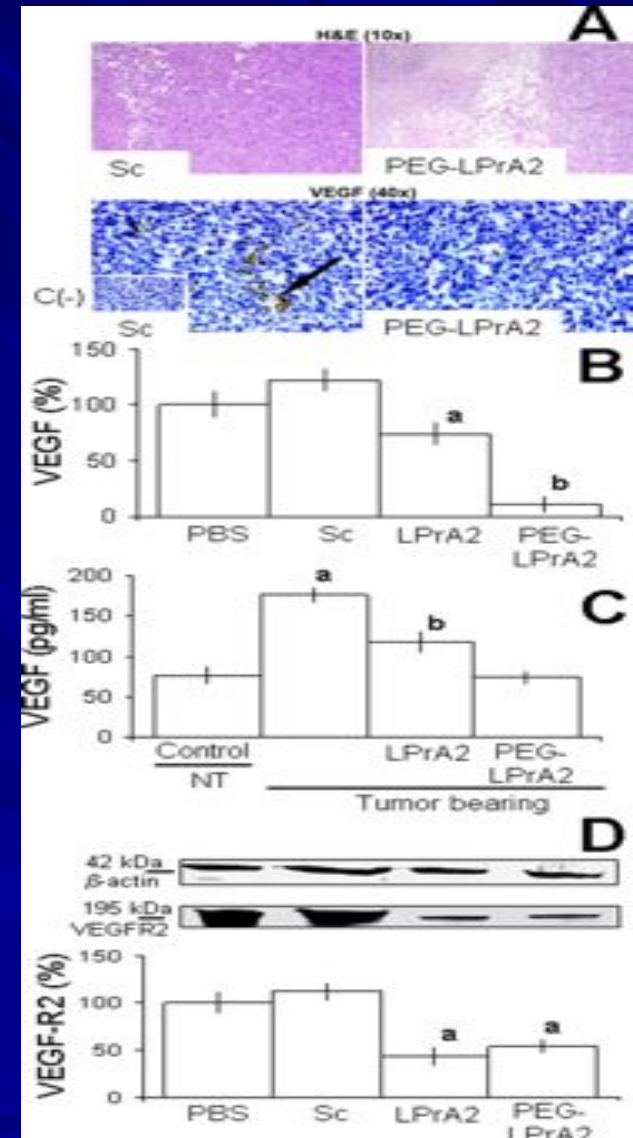 A
H&E (10x)
Sc PEG-LPrA2
VEGF (40x)
C(-)
Sc PEG-LPrA2
B
VEGF (%)
150
100
50
0
a
b
PBS Sc LPrA2 PEG-
LPrA2
C
VEGF (pg/ml)
200
150
100
50
0
a
b
Control LPrA2 PEG-
NT LPrA2
Tumor bearing
D
42 kDa
β-actin
195 kDa
VEGFR2
VEGF-R2 (%)
150
100
50
0
a a
PBS Sc LPrA2 PEG-
LPrA2